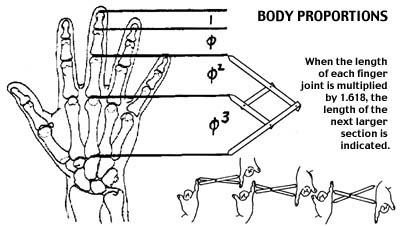 BODY PROPORTIONS
1
ϕ
ϕ²
ϕ³
When the length
of each finger
joint is multiplied
by 1.618, the
length of the
next larger
section is
indicated.